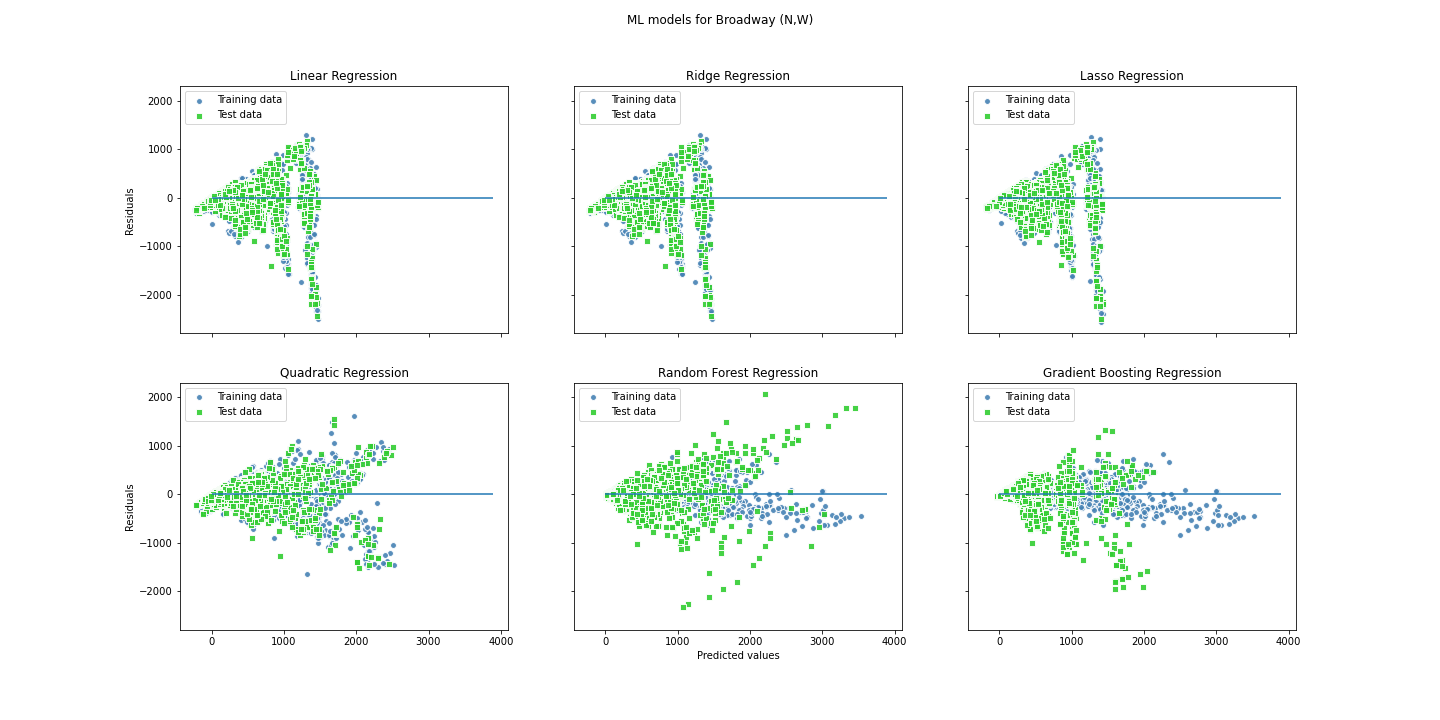 ML models for Broadway (N,W)
Linear Regression
Training data
Test data
2000
1000
0
−1000
−2000
Residuals
Ridge Regression
Training data
Test data
Lasso Regression
Training data
Test data
Quadratic Regression
Training data
Test data
2000
1000
0
−1000
−2000
Residuals
0 1000 2000 3000 4000
Random Forest Regression
Training data
Test data
0 1000 2000 3000 4000
Predicted values
Gradient Boosting Regression
Training data
Test data
0 1000 2000 3000 4000